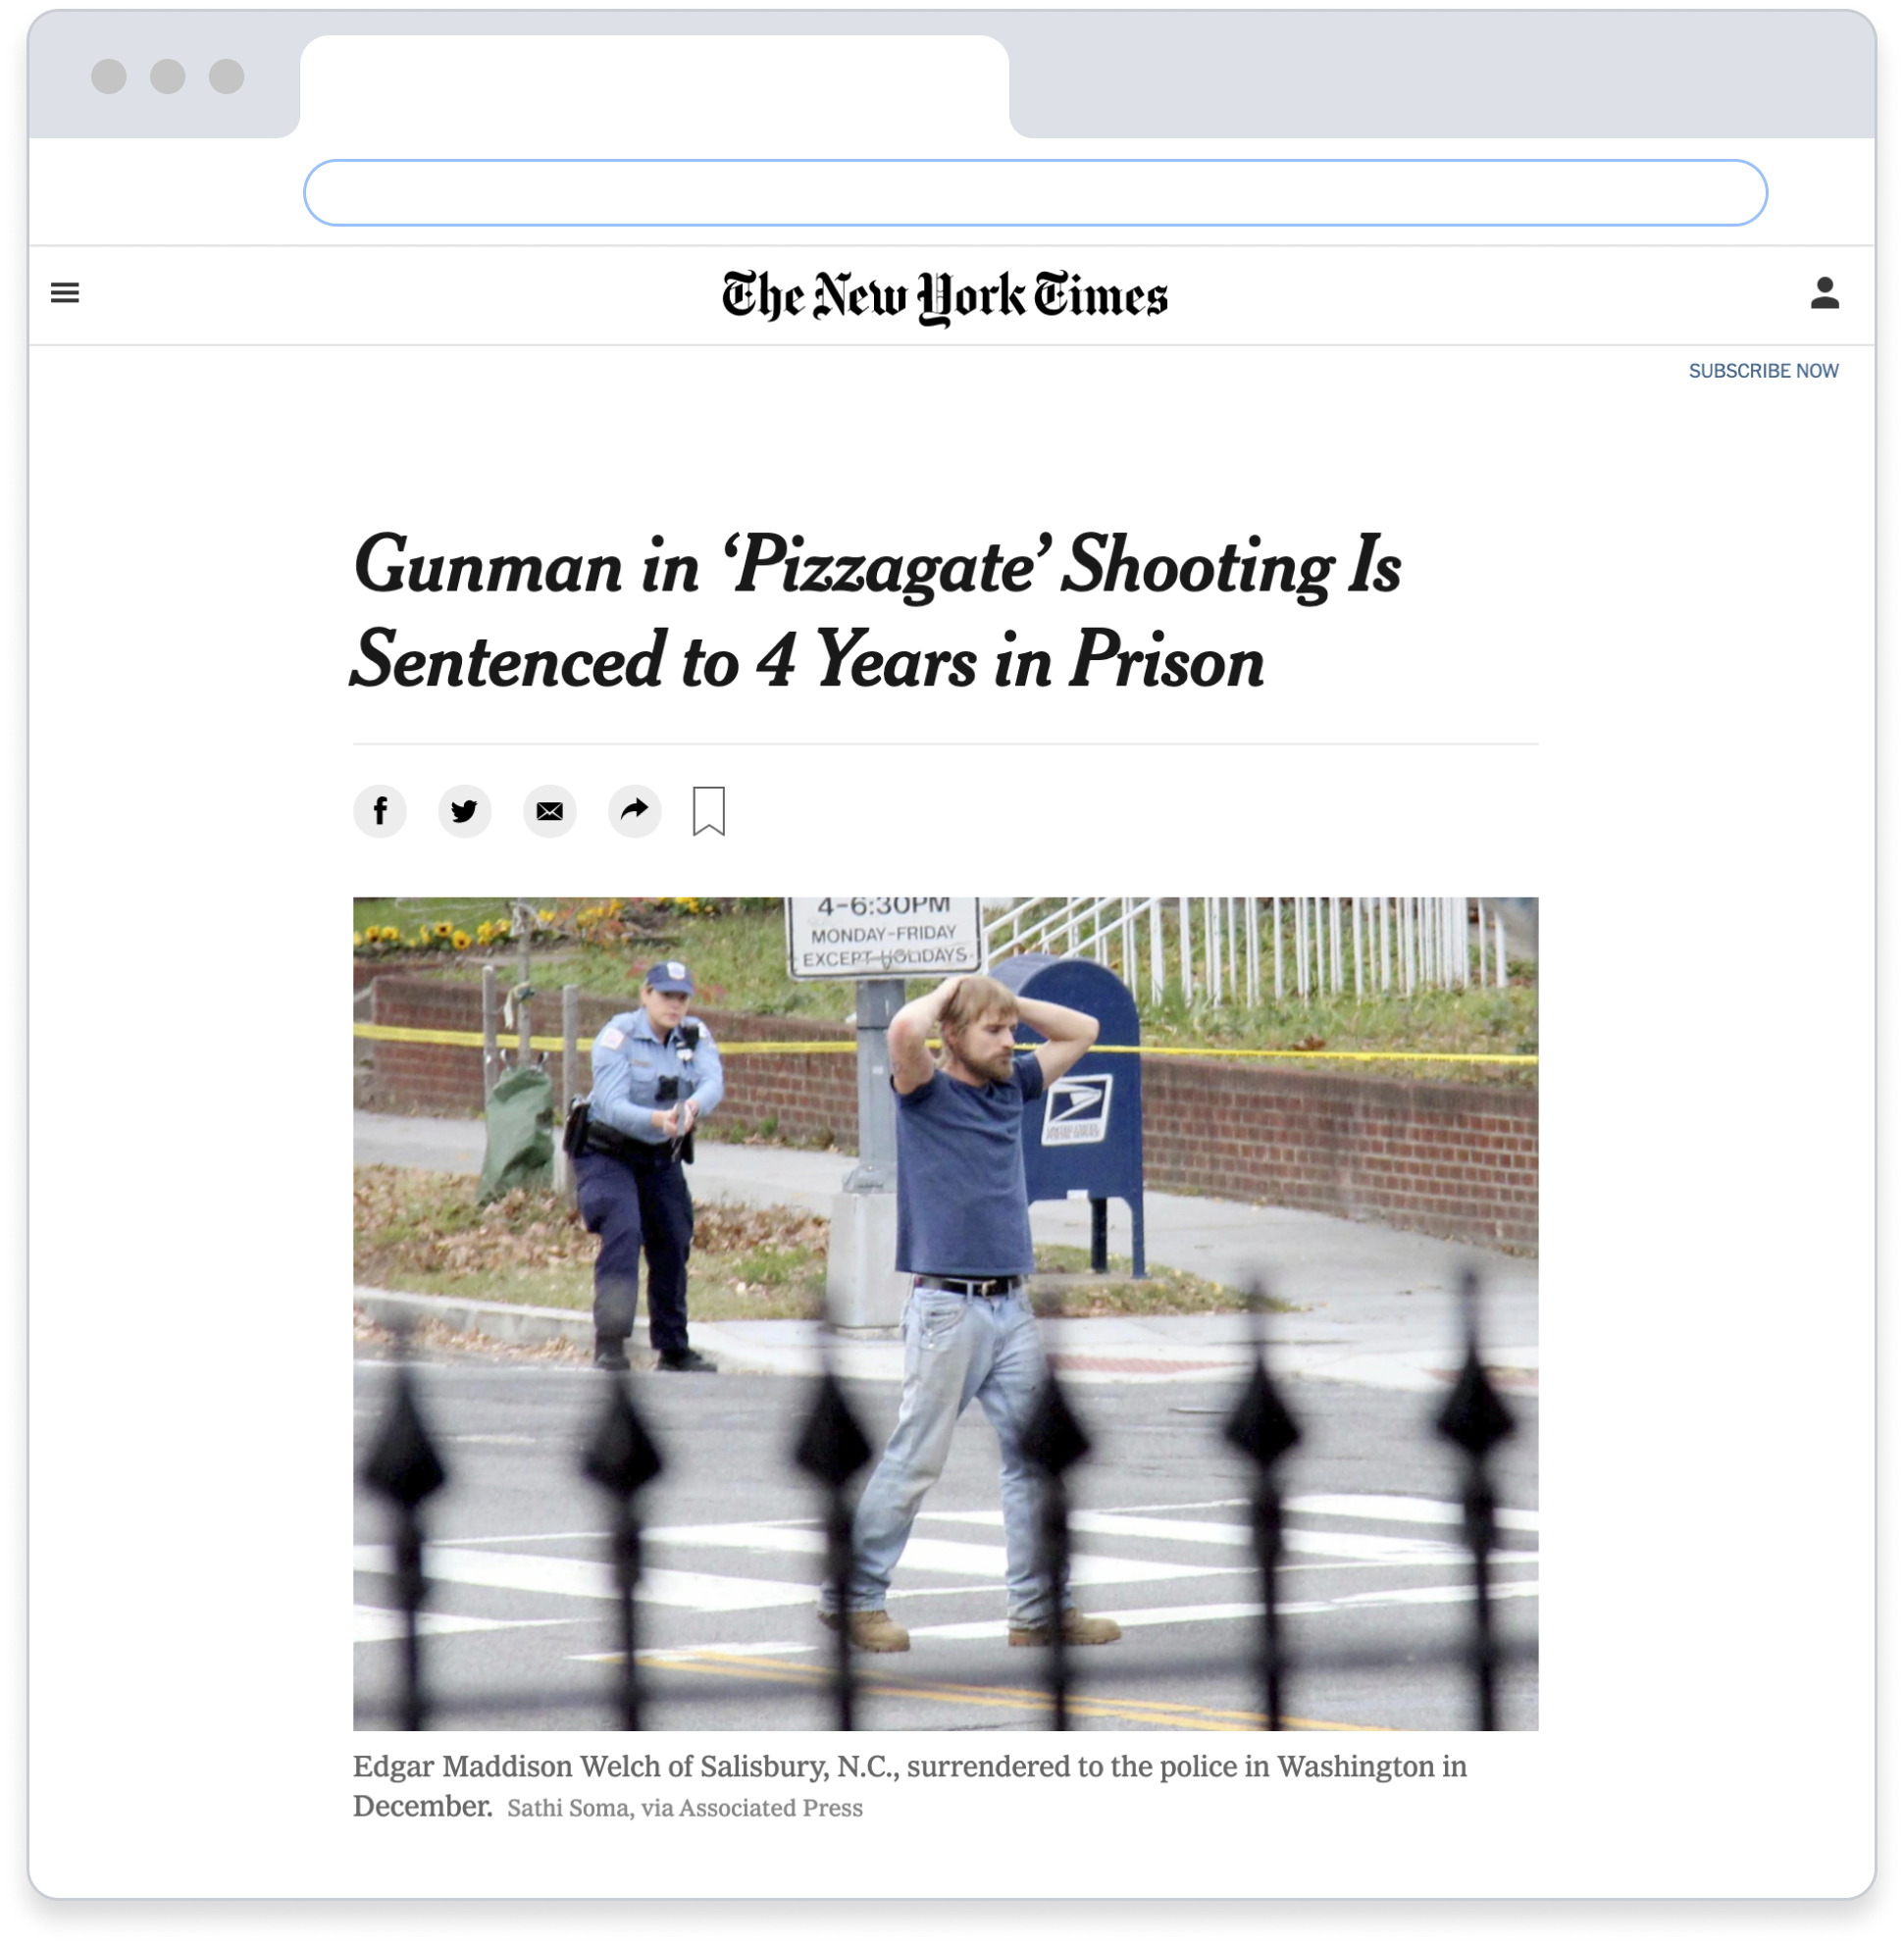 The New York Times
SUBSCRIBE NOW
Gunman in ‘Pizzagate’ Shooting Is
Sentenced to 4 Years in Prison
4-6:30PM
MONDAY-FRIDAY
EXCEPT HOLIDAYS
Edgar Maddison Welch of Salisbury, N.C., surrendered to the police in Washington in
December. Sathi Soma, via Associated Press